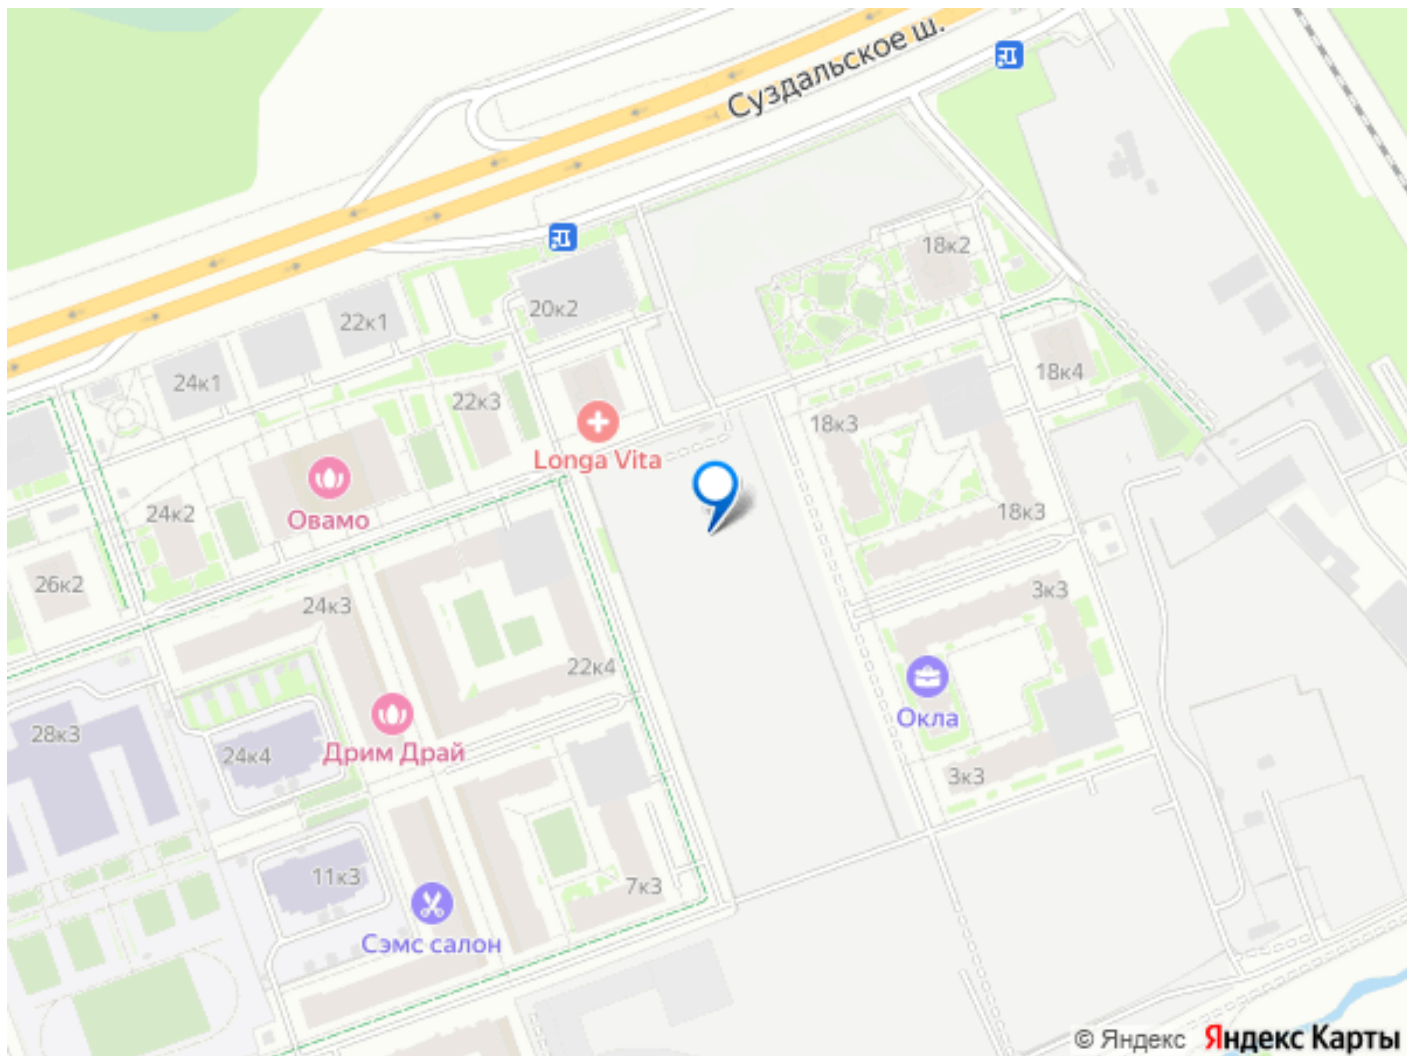 Суздальское ш.
18к2
20к2
22к1
18к4
24к1
22к3
18к3
Longa Vita
24к2
Овамо
18к3
26к2
3к3
24к3
22к4
Окла
28к3
24к4
Дрим Драй
3к3
11к3
7к3
Сэмс салон
© Яндекс Яндекс Карты